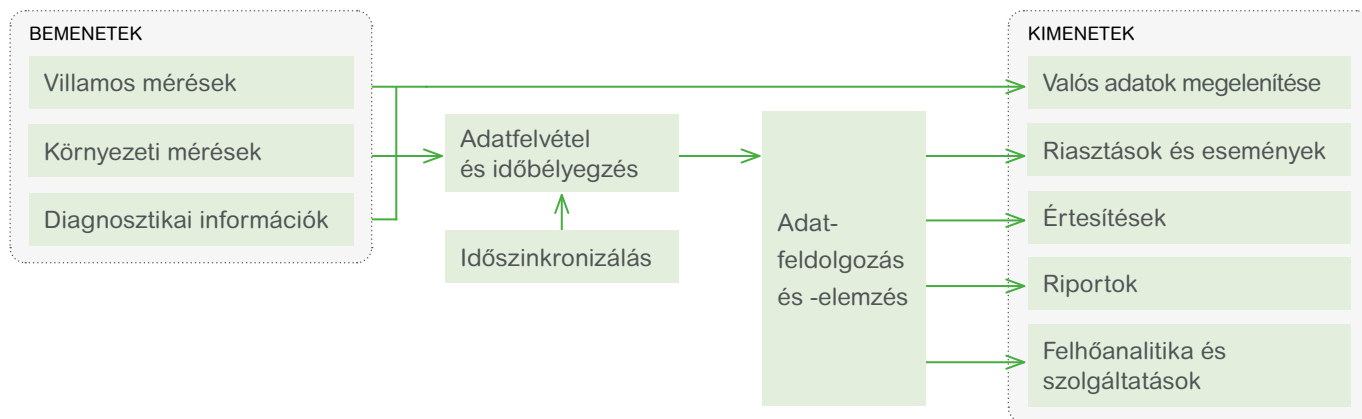 BEMENETEK
Villamos mérések
Környezeti mérések
Diagnosztikai információk
Adatfelvétel
és időbélyegzés
Időszinkronizálás
Adat-
feldolgozás
és -elemzés
KIMENETEK
Valós adatok megelenítése
Riasztások és események
Értesítések
Riportok
Felhőanalitika és
szolgáltatások